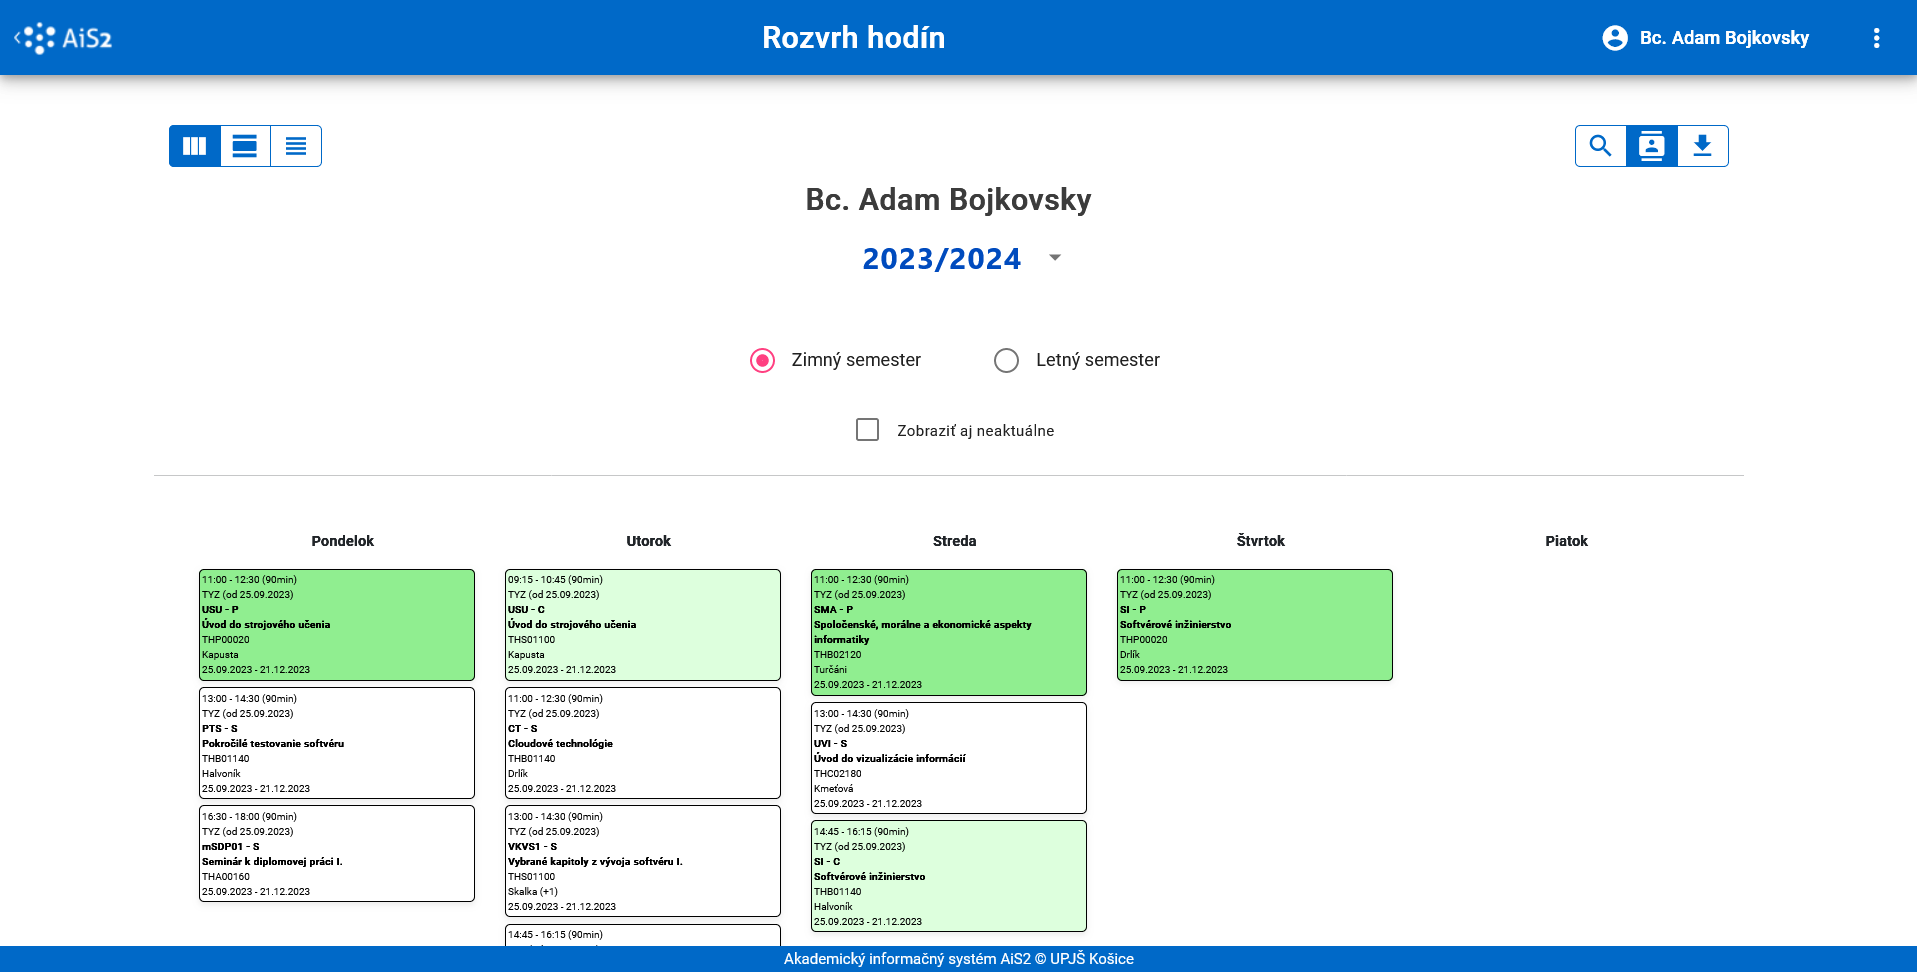 AiS2
Rozvrh hodín
Bc. Adam Bojkovsky
Bc. Adam Bojkovsky
2023/2024
Zimný semester
Letný semester
Zobraziť aj neaktuálne
Pondelok
11:00 - 12:30 (90min)
TYZ (od 25.09.2023)
USU - P
Úvod do strojového učenia
THP00020
Kapusta
25.09.2023 - 21.12.2023
13:00 - 14:30 (90min)
TYZ (od 25.09.2023)
PTS - S
Pokročilé testovanie softvéru
THB01140
Halvoník
25.09.2023 - 21.12.2023
16:30 - 18:00 (90min)
TYZ (od 25.09.2023)
mSDP01 - S
Seminár k diplomovej práci I.
THA00160
25.09.2023 - 21.12.2023
Utorok
09:15 - 10:45 (90min)
TYZ (od 25.09.2023)
USU - C
Úvod do strojového učenia
THS01100
Kapusta
25.09.2023 - 21.12.2023
11:00 - 12:30 (90min)
TYZ (od 25.09.2023)
CT - S
Cloudové technológie
THB01140
Drlík
25.09.2023 - 21.12.2023
13:00 - 14:30 (90min)
TYZ (od 25.09.2023)
VKVS1 - S
Vybrané kapitoly z vývoja softvéru I.
THS01100
Skalka (+1)
25.09.2023 - 21.12.2023
14:45 - 16:15 (90min)
Streda
11:00 - 12:30 (90min)
TYZ (od 25.09.2023)
SMA - P
Spoločenské, morálne a ekonomické aspekty
informatiky
THB02120
Turčáni
25.09.2023 - 21.12.2023
13:00 - 14:30 (90min)
TYZ (od 25.09.2023)
UVI - S
Úvod do vizualizácie informácií
THC02180
Kmeťová
25.09.2023 - 21.12.2023
14:45 - 16:15 (90min)
TYZ (od 25.09.2023)
SI - C
Softvérové inžinierstvo
THB01140
Halvoník
25.09.2023 - 21.12.2023
Štvrtok
11:00 - 12:30 (90min)
TYZ (od 25.09.2023)
SI - P
Softvérové inžinierstvo
THP00020
Drlík
25.09.2023 - 21.12.2023
Piatok
Akademický informačný systém AiS2 © UPJŠ Košice